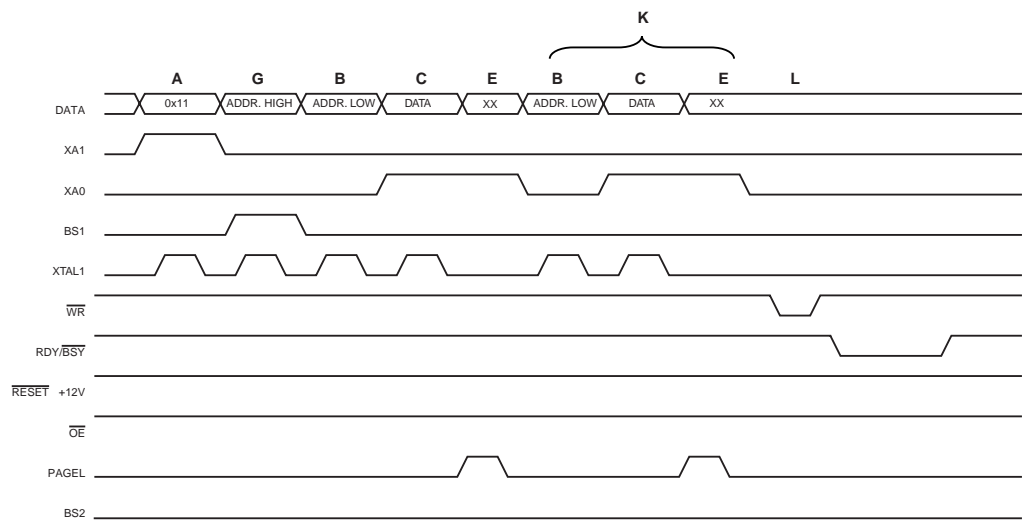 K
A G B C E B C E L
DATA 0x11 ADDR. HIGH ADDR. LOW DATA XX ADDR. LOW DATA XX
XA1
XA0
BS1
XTAL1
WR
RDY/BSY
RESET +12V
OE
PAGEL
BS2